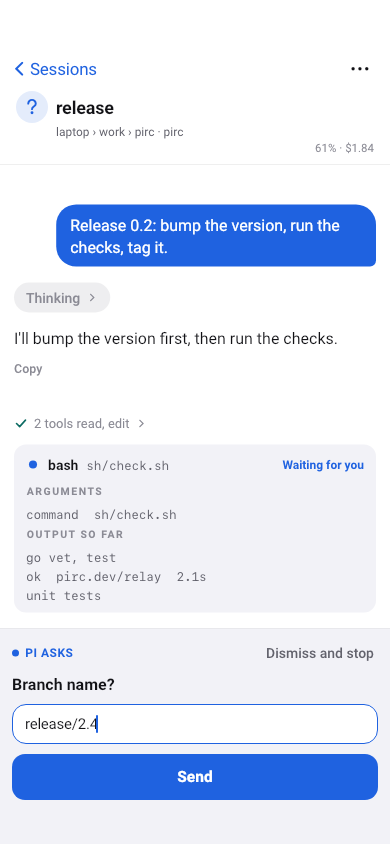 Sessions
?
release
laptop › work › pirc · pirc
61% · $1.84
Release 0.2: bump the version, run the
checks, tag it.
Thinking
I'll bump the version first, then run the checks.
Copy
2 tools read, edit
bash sh/check.sh
Waiting for you
ARGUMENTS
command sh/check.sh
OUTPUT SO FAR
go vet, test
ok pirc.dev/relay 2.1s
unit tests
PI ASKS
Dismiss and stop
Branch name?
release/2.4
Send